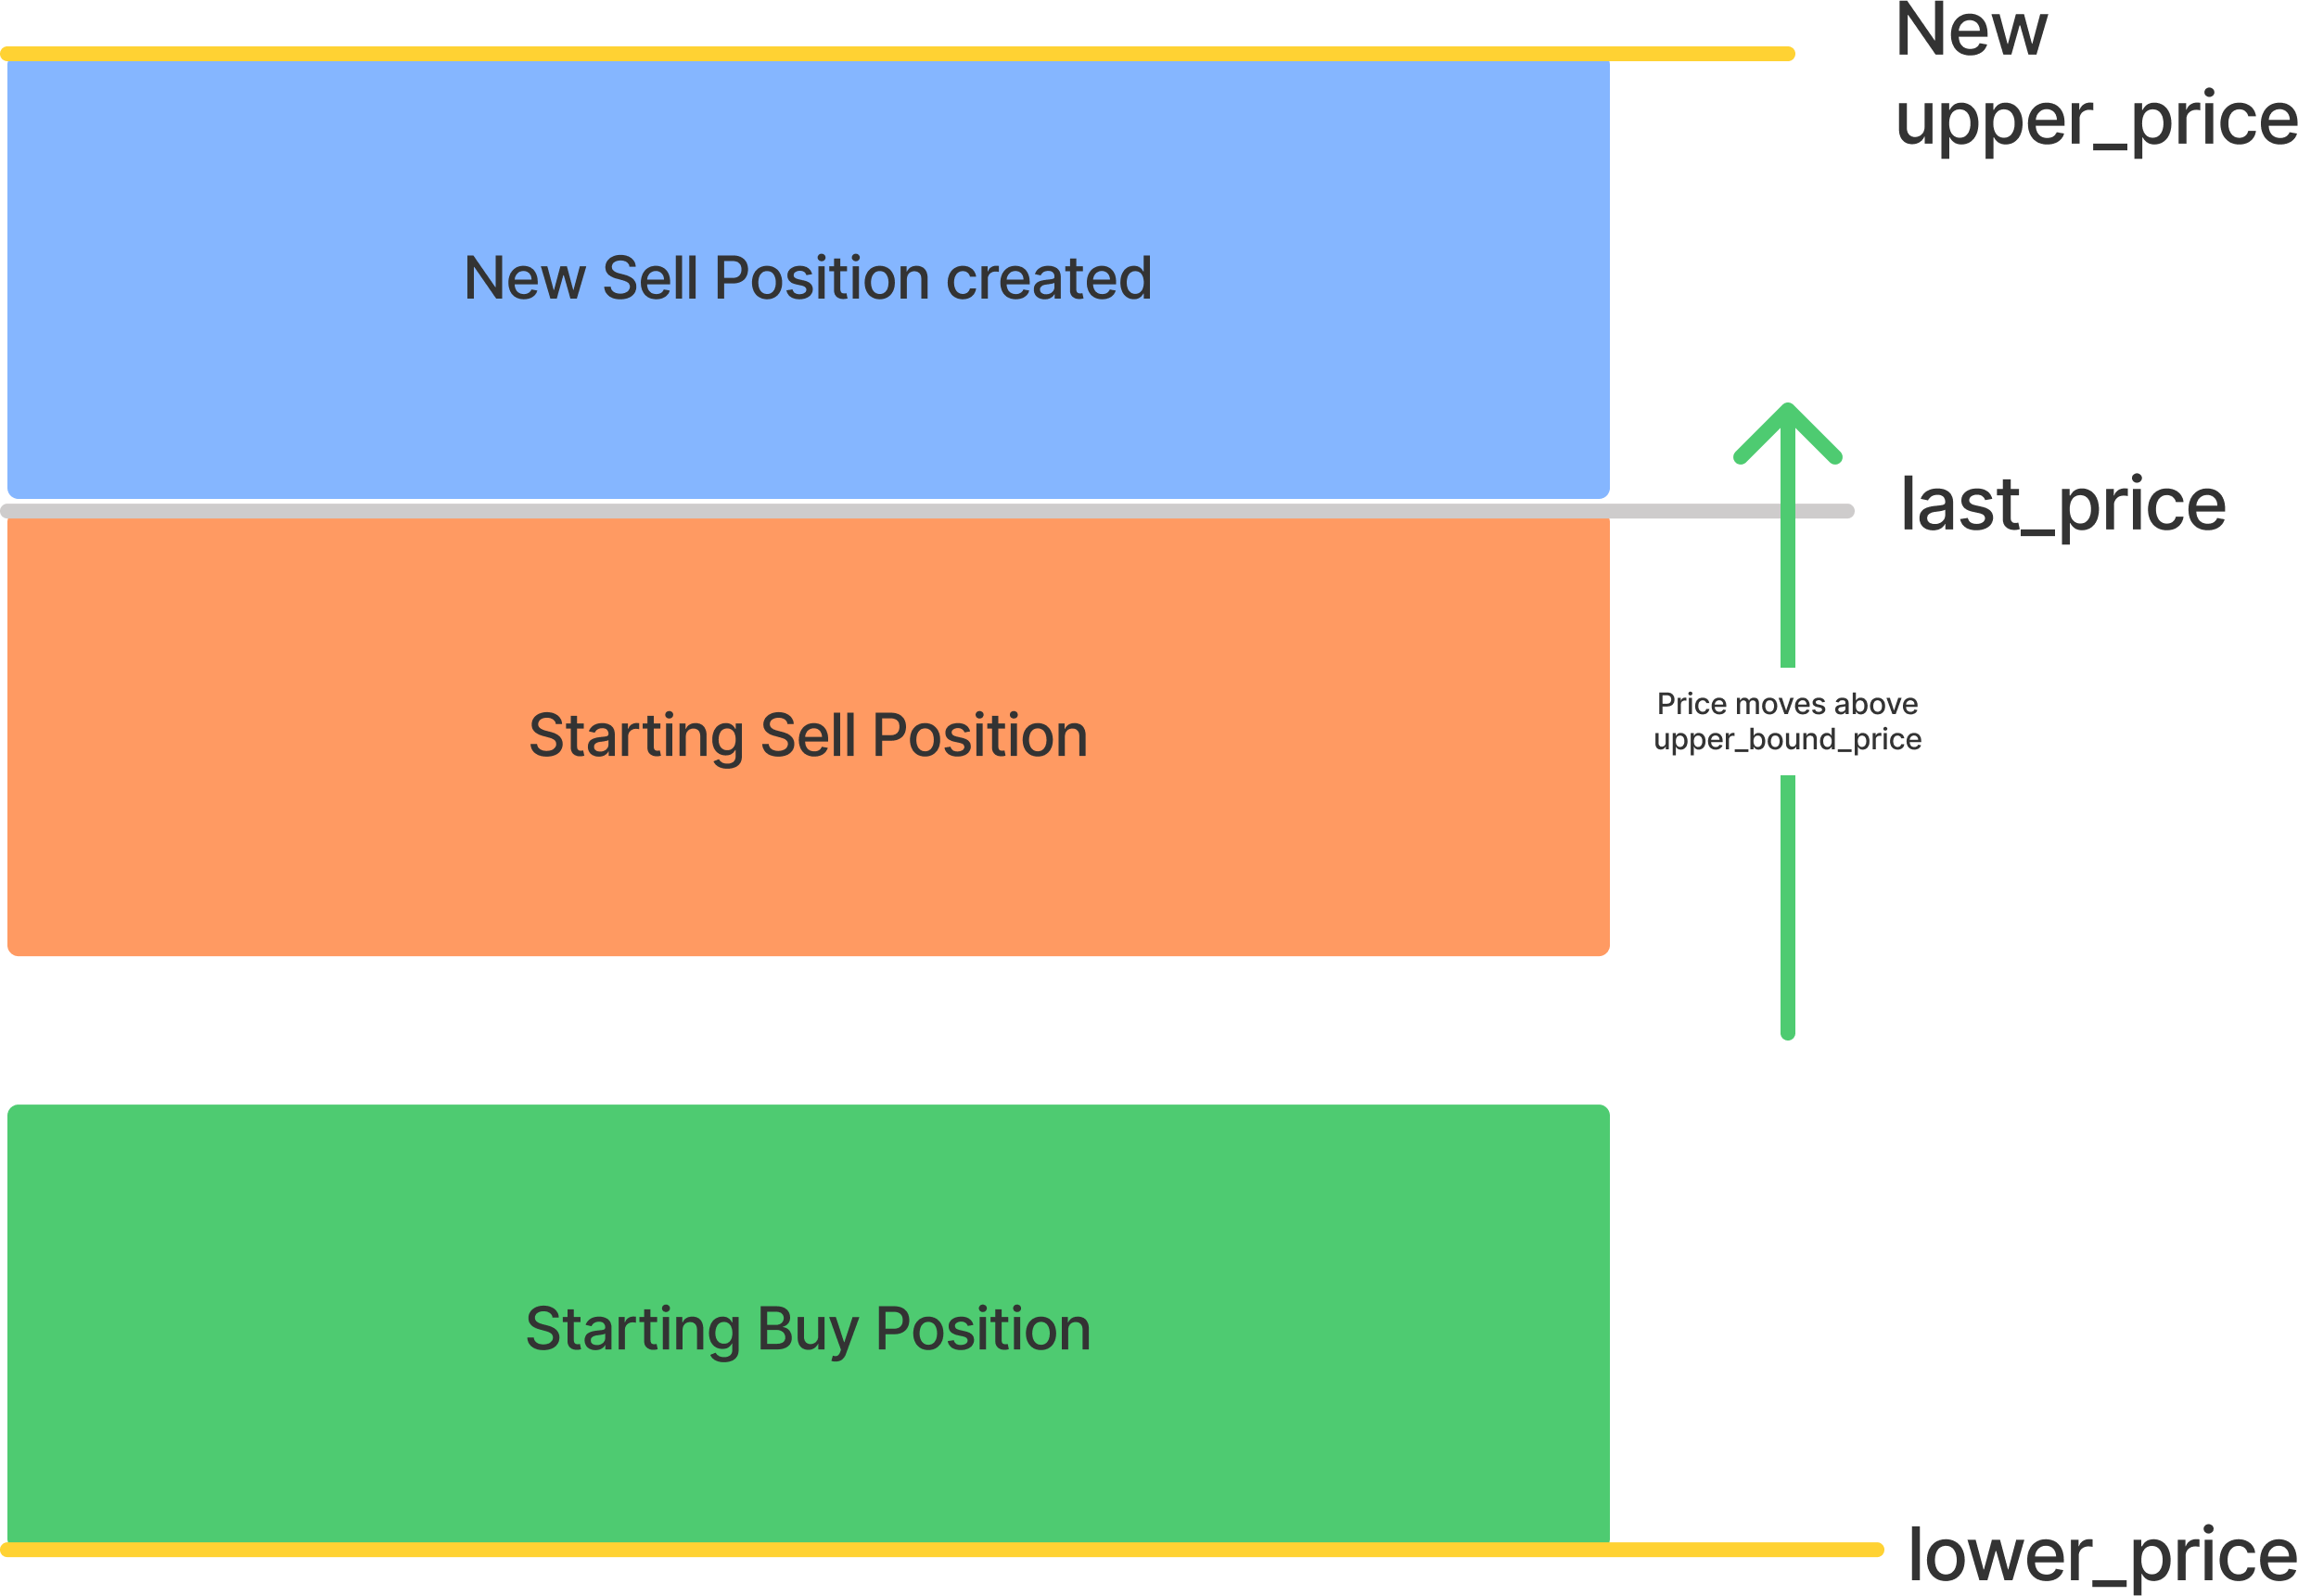 New
upper_price
New Sell Position created
last_price
Starting Sell Position
Price moves above
upper_bound_price
Starting Buy Position
lower_price